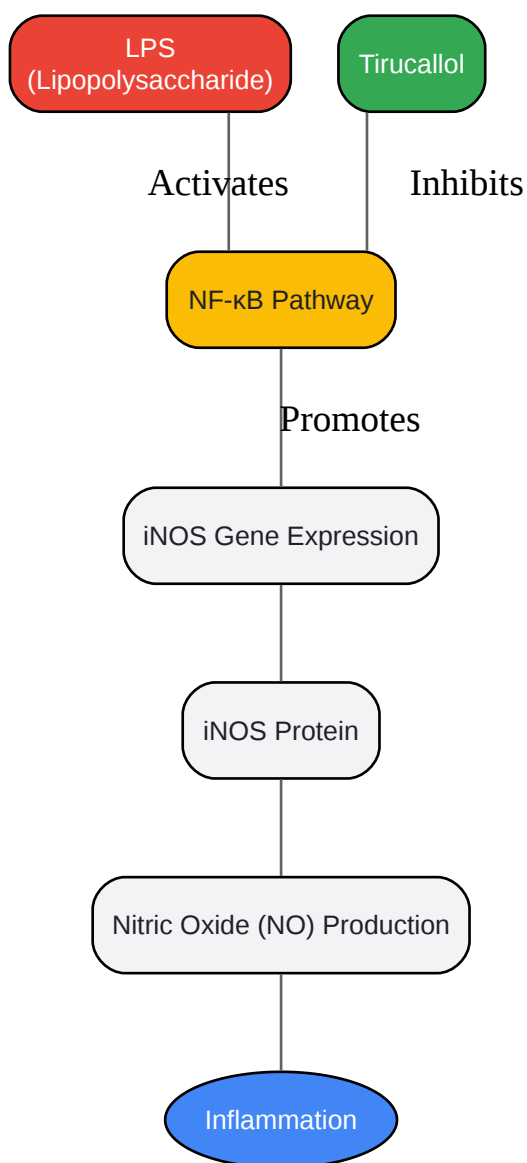 LPS
(Lipopolysaccharide)
Tirucallol
Activates
Inhibits
NF-κB Pathway
Promotes
iNOS Gene Expression
iNOS Protein
Nitric Oxide (NO) Production
Inflammation